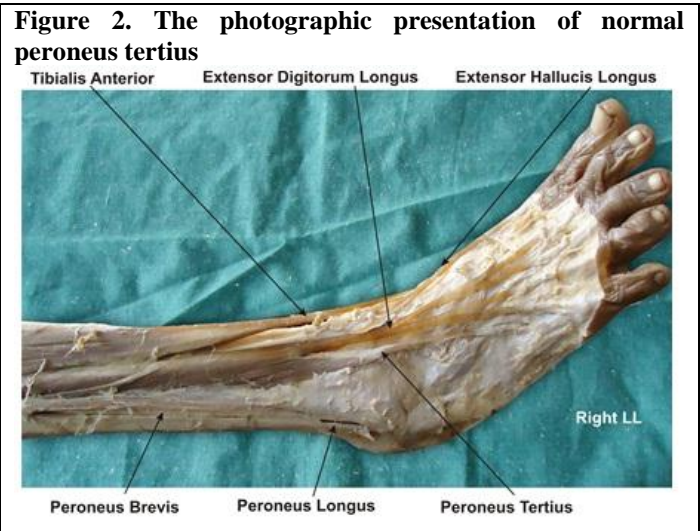 Figure 2. The photographic presentation of normal
peroneus tertius
Tibialis Anterior Extensor Digitorum Longus Extensor Hallucis Longus
Right LL
Peroneus Brevis Peroneus Longus Peroneus Tertius